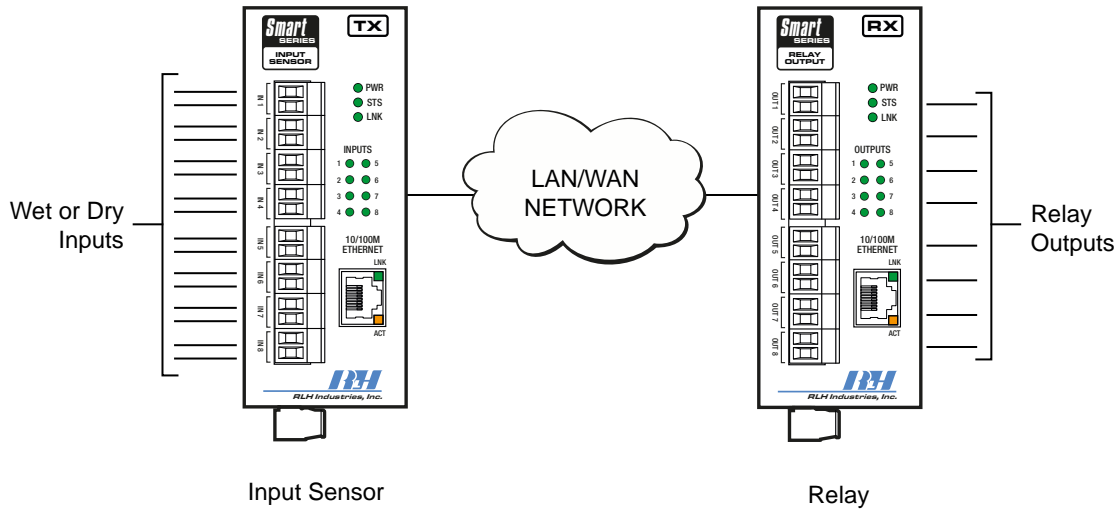 Smart
SERIES
INPUT
SENSOR
TX
PWR
STS
LNK
IN 1
IN 2
IN 3
IN 4
IN 5
IN 6
IN 7
IN 8
INPUTS
1 5
2 6
3 7
4 8
10/100M
ETHERNET
LNK
ACT
RLH
RLH Industries, Inc.
Wet or Dry
Inputs
Input Sensor
LAN/WAN
NETWORK
Smart
SERIES
RELAY
OUTPUT
RX
PWR
STS
LNK
OUT 1
OUT 2
OUT 3
OUT 4
OUT 5
OUT 6
OUT 7
OUT 8
OUTPUTS
1 5
2 6
3 7
4 8
10/100M
ETHERNET
LNK
ACT
RLH
RLH Industries, Inc.
Relay
Outputs
Relay